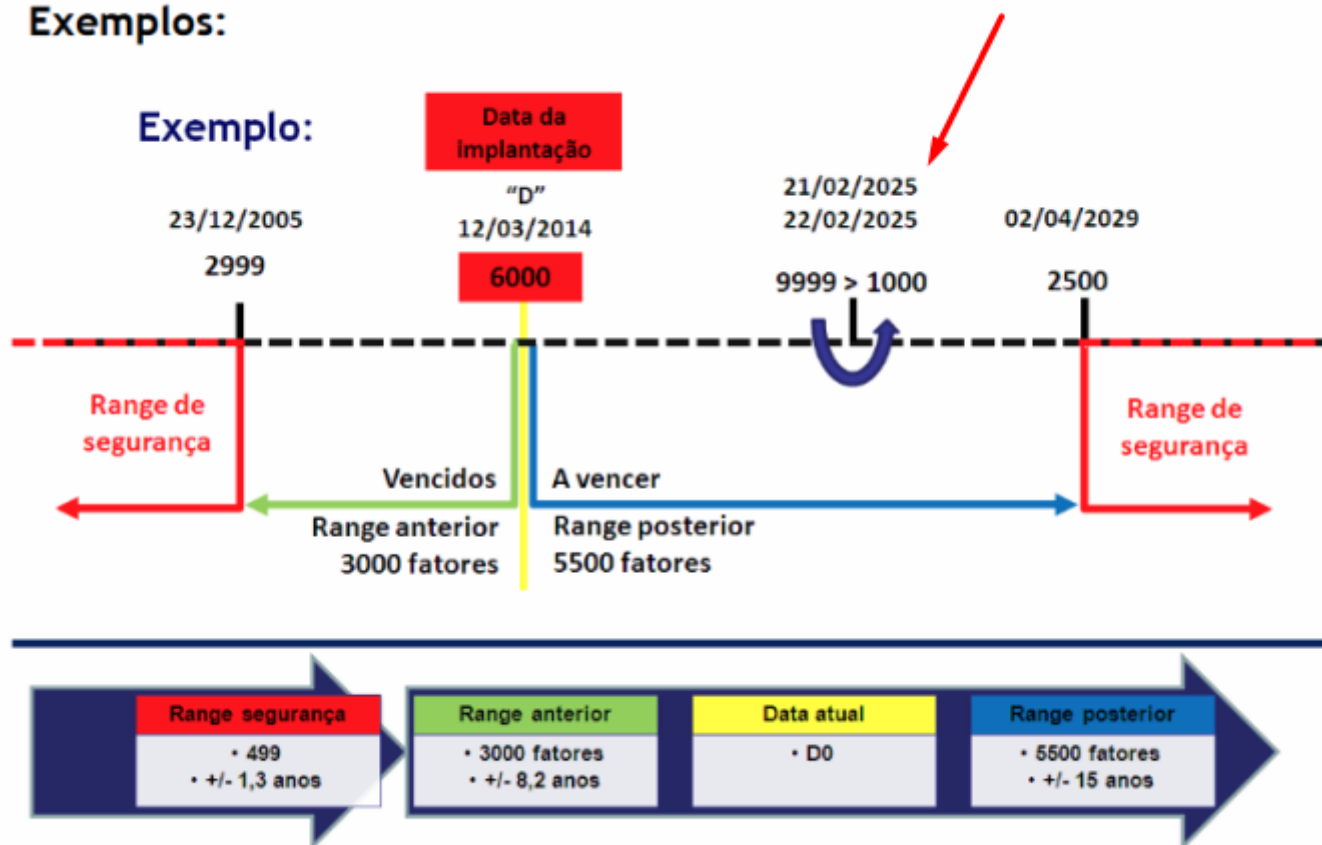 Exemplos:
Exemplo:
Data da
implantação
"D"
12/03/2014
6000
23/12/2005
2999
21/02/2025
22/02/2025
9999 > 1000
02/04/2029
2500
Range de
segurança
Vencidos
Range anterior
3000 fatores
A vencer
Range posterior
5500 fatores
Range de
segurança
Range segurança
• 499
• +/- 1,3 anos
Range anterior
• 3000 fatores
• +/- 8,2 anos
Data atual
• D0
Range posterior
• 5500 fatores
• +/- 15 anos